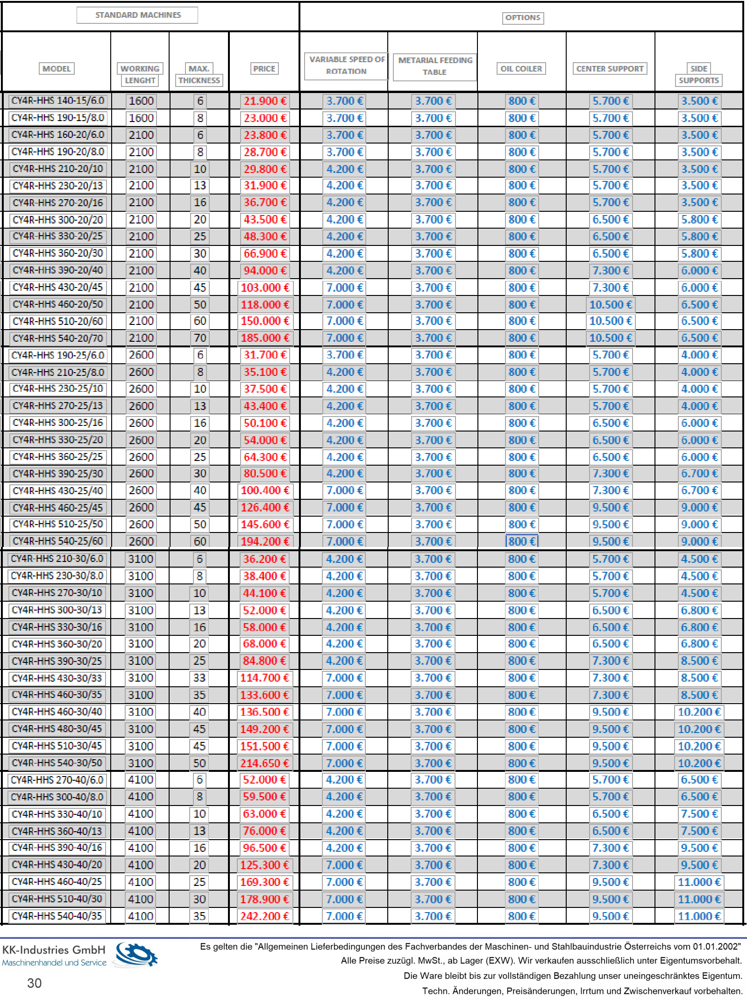 STANDARD MACHINES OPTIONS
MODEL WORKING LENGHT MAX. THICKNESS PRICE VARIABLE SPEED OF ROTATION METARIAL FEEDING TABLE OIL COILER CENTER SUPPORT SIDE SUPPORTS
CY4R-HHS 140-15/6.0 1600 6 21.900 € 3.700 € 3.700 € 800 € 5.700 € 3.500 €
CY4R-HHS 190-15/8.0 1600 8 23.000 € 3.700 € 3.700 € 800 € 5.700 € 3.500 €
CY4R-HHS 160-20/6.0 2100 6 23.800 € 3.700 € 3.700 € 800 € 5.700 € 3.500 €
CY4R-HHS 190-20/8.0 2100 8 28.700 € 3.700 € 3.700 € 800 € 5.700 € 3.500 €
CY4R-HHS 210-20/10 2100 10 29.800 € 4.200 € 3.700 € 800 € 5.700 € 3.500 €
CY4R-HHS 230-20/13 2100 13 31.900 € 4.200 € 3.700 € 800 € 5.700 € 3.500 €
CY4R-HHS 270-20/16 2100 16 36.700 € 4.200 € 3.700 € 800 € 5.700 € 3.500 €
CY4R-HHS 300-20/20 2100 20 43.500 € 4.200 € 3.700 € 800 € 6.500 € 5.800 €
CY4R-HHS 330-20/25 2100 25 48.300 € 4.200 € 3.700 € 800 € 6.500 € 5.800 €
CY4R-HHS 360-20/30 2100 30 66.900 € 4.200 € 3.700 € 800 € 6.500 € 5.800 €
CY4R-HHS 390-20/40 2100 40 94.000 € 4.200 € 3.700 € 800 € 7.300 € 6.000 €
CY4R-HHS 430-20/45 2100 45 103.000 € 7.000 € 3.700 € 800 € 7.300 € 6.000 €
CY4R-HHS 460-20/50 2100 50 118.000 € 7.000 € 3.700 € 800 € 10.500 € 6.500 €
CY4R-HHS 510-20/60 2100 60 150.000 € 7.000 € 3.700 € 800 € 10.500 € 6.500 €
CY4R-HHS 540-20/70 2100 70 185.000 € 7.000 € 3.700 € 800 € 10.500 € 6.500 €
CY4R-HHS 190-25/6.0 2600 6 31.700 € 3.700 € 3.700 € 800 € 5.700 € 4.000 €
CY4R-HHS 210-25/8.0 2600 8 35.100 € 4.200 € 3.700 € 800 € 5.700 € 4.000 €
CY4R-HHS 230-25/10 2600 10 37.500 € 4.200 € 3.700 € 800 € 5.700 € 4.000 €
CY4R-HHS 270-25/13 2600 13 43.400 € 4.200 € 3.700 € 800 € 5.700 € 4.000 €
CY4R-HHS 300-25/16 2600 16 50.100 € 4.200 € 3.700 € 800 € 6.500 € 6.000 €
CY4R-HHS 330-25/20 2600 20 54.000 € 4.200 € 3.700 € 800 € 6.500 € 6.000 €
CY4R-HHS 360-25/25 2600 25 64.300 € 4.200 € 3.700 € 800 € 6.500 € 6.000 €
CY4R-HHS 390-25/30 2600 30 80.500 € 4.200 € 3.700 € 800 € 7.300 € 6.700 €
CY4R-HHS 430-25/40 2600 40 100.400 € 7.000 € 3.700 € 800 € 7.300 € 6.700 €
CY4R-HHS 460-25/45 2600 45 126.400 € 7.000 € 3.700 € 800 € 9.500 € 9.000 €
CY4R-HHS 510-25/50 2600 50 145.600 € 7.000 € 3.700 € 800 € 9.500 € 9.000 €
CY4R-HHS 540-25/60 2600 60 194.200 € 7.000 € 3.700 € 800 € 9.500 € 9.000 €
CY4R-HHS 210-30/6.0 3100 6 36.200 € 4.200 € 3.700 € 800 € 5.700 € 4.500 €
CY4R-HHS 230-30/8.0 3100 8 38.400 € 4.200 € 3.700 € 800 € 5.700 € 4.500 €
CY4R-HHS 270-30/10 3100 10 44.100 € 4.200 € 3.700 € 800 € 5.700 € 4.500 €
CY4R-HHS 300-30/13 3100 13 52.000 € 4.200 € 3.700 € 800 € 6.500 € 6.800 €
CY4R-HHS 330-30/16 3100 16 58.000 € 4.200 € 3.700 € 800 € 6.500 € 6.800 €
CY4R-HHS 360-30/20 3100 20 68.000 € 4.200 € 3.700 € 800 € 6.500 € 6.800 €
CY4R-HHS 390-30/25 3100 25 84.800 € 4.200 € 3.700 € 800 € 7.300 € 8.500 €
CY4R-HHS 430-30/33 3100 33 114.700 € 7.000 € 3.700 € 800 € 7.300 € 8.500 €
CY4R-HHS 460-30/35 3100 35 133.600 € 7.000 € 3.700 € 800 € 7.300 € 8.500 €
CY4R-HHS 460-30/40 3100 40 136.500 € 7.000 € 3.700 € 800 € 9.500 € 10.200 €
CY4R-HHS 480-30/45 3100 45 149.200 € 7.000 € 3.700 € 800 € 9.500 € 10.200 €
CY4R-HHS 510-30/45 3100 45 151.500 € 7.000 € 3.700 € 800 € 9.500 € 10.200 €
CY4R-HHS 540-30/50 3100 50 214.650 € 7.000 € 3.700 € 800 € 9.500 € 10.200 €
CY4R-HHS 270-40/6.0 4100 6 52.000 € 4.200 € 3.700 € 800 € 5.700 € 6.500 €
CY4R-HHS 300-40/8.0 4100 8 59.500 € 4.200 € 3.700 € 800 € 5.700 € 6.500 €
CY4R-HHS 330-40/10 4100 10 63.000 € 4.200 € 3.700 € 800 € 6.500 € 7.500 €
CY4R-HHS 360-40/13 4100 13 76.000 € 4.200 € 3.700 € 800 € 6.500 € 7.500 €
CY4R-HHS 390-40/16 4100 16 96.500 € 4.200 € 3.700 € 800 € 7.300 € 9.500 €
CY4R-HHS 430-40/20 4100 20 125.300 € 7.000 € 3.700 € 800 € 7.300 € 9.500 €
CY4R-HHS 460-40/25 4100 25 169.300 € 7.000 € 3.700 € 800 € 9.500 € 11.000 €
CY4R-HHS 510-40/30 4100 30 178.900 € 7.000 € 3.700 € 800 € 9.500 € 11.000 €
CY4R-HHS 540-40/35 4100 35 242.200 € 7.000 € 3.700 € 800 € 9.500 € 11.000 €
KK-Industries GmbH
Maschinenhandel und Service
30
Es gelten die "Allgemeinen Lieferbedingungen des Fachverbandes der Maschinen- und Stahlbauindustrie Österreichs vom 01.01.2002"
Alle Preise zuzügl. MwSt., ab Lager (EXW). Wir verkaufen ausschließlich unter Eigentumsvorbehalt.
Die Ware bleibt bis zur vollständigen Bezahlung unser uneingeschränktes Eigentum.
Techn. Änderungen, Preisänderungen, Irrtum und Zwischenverkauf vorbehalten.